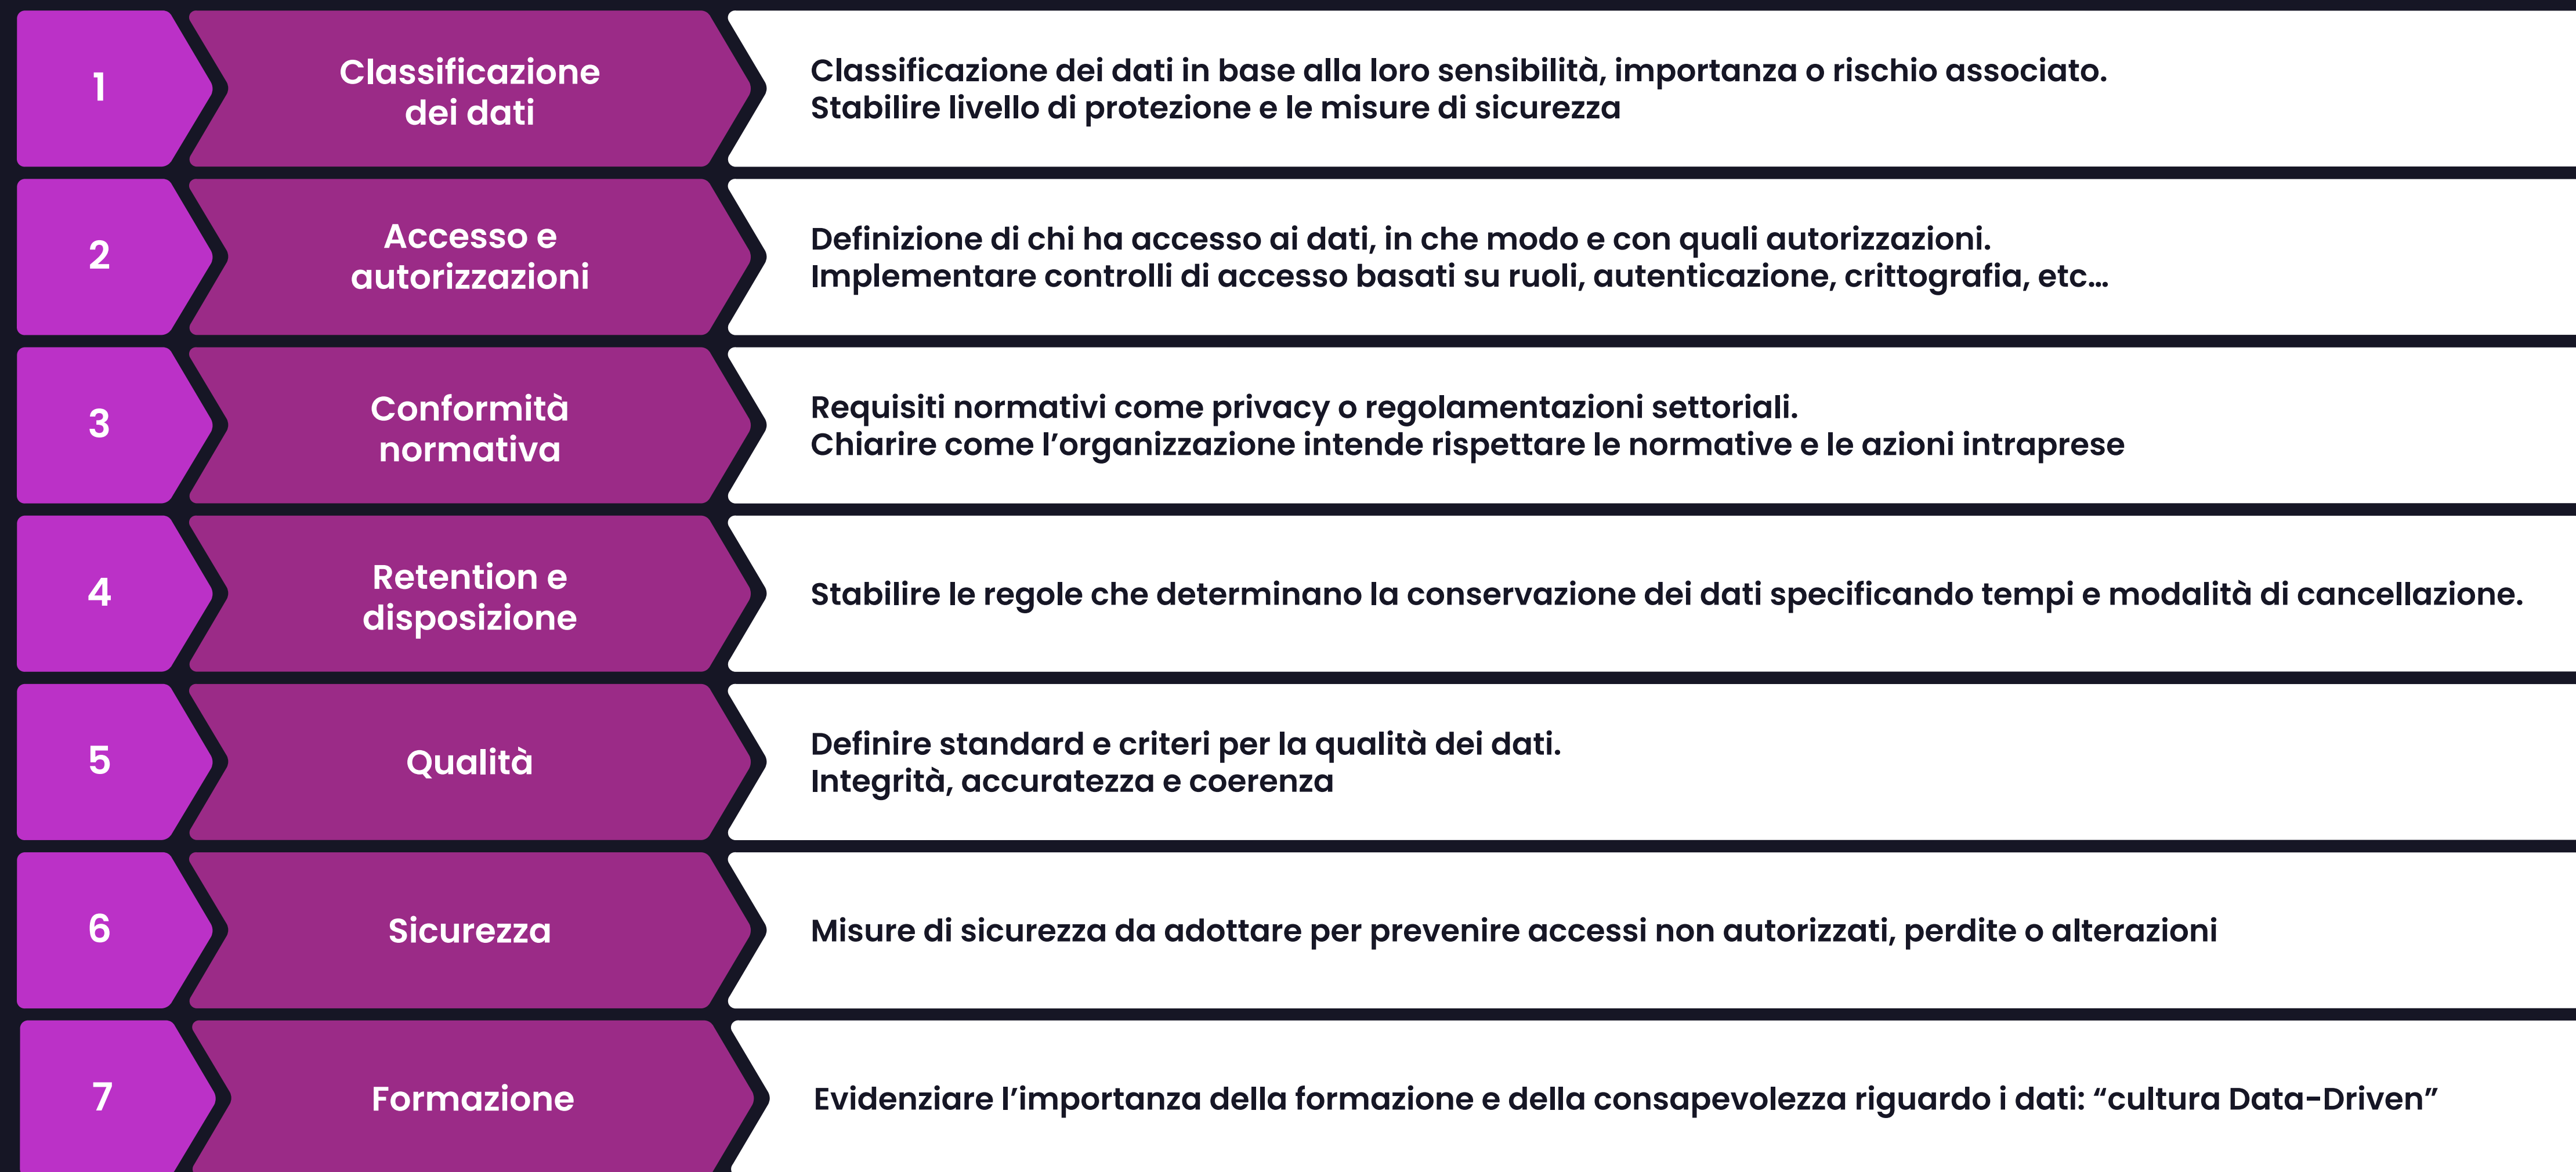 1
Classificazione
dei dati
Classificazione dei dati in base alla loro sensibilità, importanza o rischio associato.
Stabilire livello di protezione e le misure di sicurezza
2
Accesso e
autorizzazioni
Definizione di chi ha accesso ai dati, in che modo e con quali autorizzazioni.
Implementare controlli di accesso basati su ruoli, autenticazione, crittografia, etc...
3
Conformità
normativa
Requisiti normativi come privacy o regolamentazioni settoriali.
Chiarire come l’organizzazione intende rispettare le normative e le azioni intraprese
4
Retention e
disposizione
Stabilire le regole che determinano la conservazione dei dati specificando tempi e modalità di cancellazione.
5
Qualità
Definire standard e criteri per la qualità dei dati.
Integrità, accuratezza e coerenza
6
Sicurezza
Misure di sicurezza da adottare per prevenire accessi non autorizzati, perdite o alterazioni
7
Formazione
Evidenziare l’importanza della formazione e della consapevolezza riguardo i dati: “cultura Data-Driven”